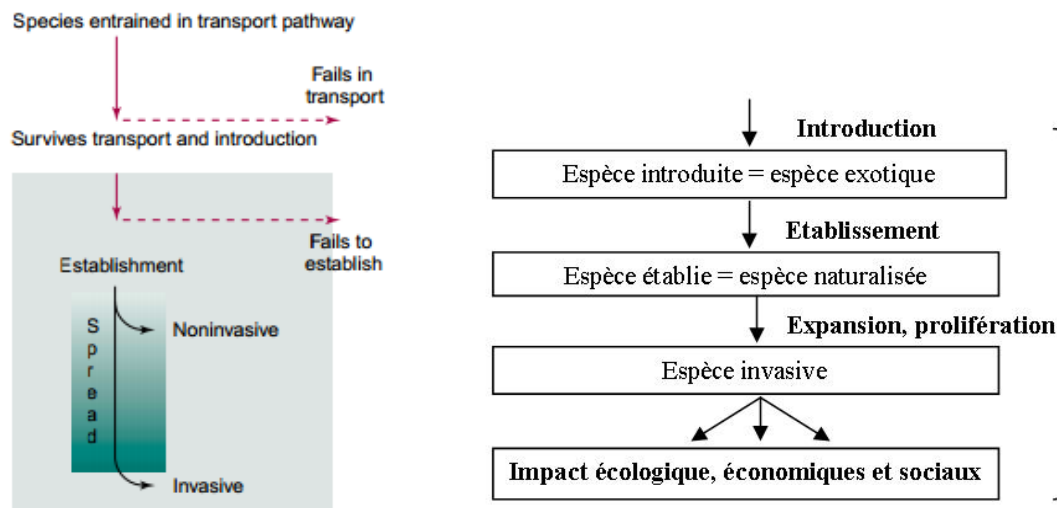 Species entrained in transport pathway
Fails in
transport
Survives transport and introduction
Fails to
establish
Establishment
Spread
Noninvasive
Invasive
Introduction
Espèce introduite = espèce exotique
Etablissement
Espèce établie = espèce naturalisée
Expansion, prolifération
Espèce invasive
Impact écologique, économiques et sociaux